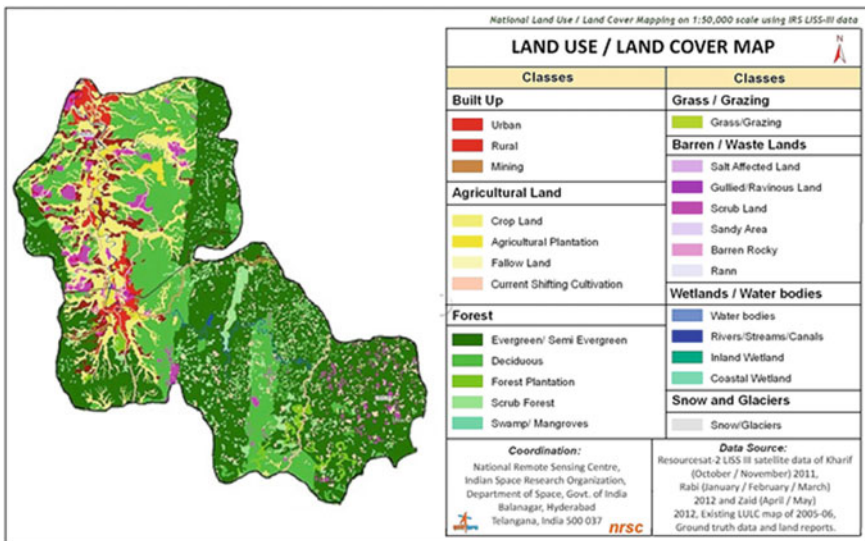 National Land Use / Land Cover Mapping on 1:50,000 scale using IRS LISS-III data
LAND USE / LAND COVER MAP
N
Classes
Built Up
Urban
Rural
Mining
Agricultural Land
Crop Land
Agricultural Plantation
Fallow Land
Current Shifting Cultivation
Forest
Evergreen/ Semi Evergreen
Deciduous
Forest Plantation
Scrub Forest
Swamp/ Mangroves
Classes
Grass / Grazing
Grass/Grazing
Barren / Waste Lands
Salt Affected Land
Gullied/Ravinous Land
Scrub Land
Sandy Area
Barren Rocky
Rann
Wetlands / Water bodies
Water bodies
Rivers/Streams/Canals
Inland Wetland
Coastal Wetland
Snow and Glaciers
Snow/Glaciers
Coordination:
National Remote Sensing Centre,
Indian Space Research Organization,
Department of Space, Govt. of India
Balanagar, Hyderabad
Telangana, India 500 037
nrsc
Data Source:
Resourcesat-2 LISS III satellite data of Kharif
(October / November) 2011,
Rabi (January / February / March)
2012 and Zaid (April / May)
2012, Existing LULC map of 2005-06,
Ground truth data and land reports.